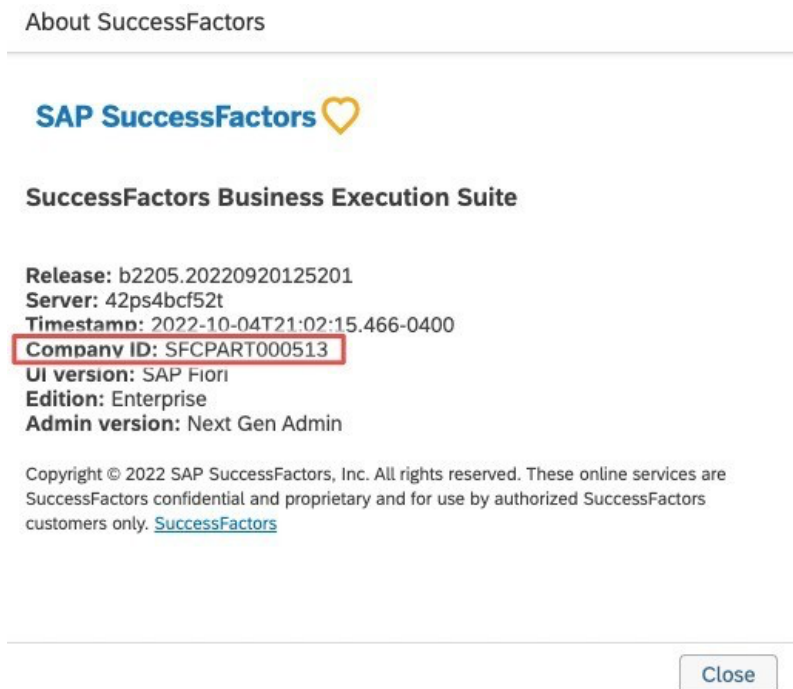 About SuccessFactors
SAP SuccessFactors
SuccessFactors Business Execution Suite
Release: b2205.20220920125201
Server: 42ps4bcf52t
Timestamp: 2022-10-04T21:02:15.466-0400
Company ID: SFCPART000513
UI version: SAP Fiori
Edition: Enterprise
Admin version: Next Gen Admin
Copyright © 2022 SAP SuccessFactors, Inc. All rights reserved. These online services are
SuccessFactors confidential and proprietary and for use by authorized SuccessFactors
customers only. SuccessFactors
Close